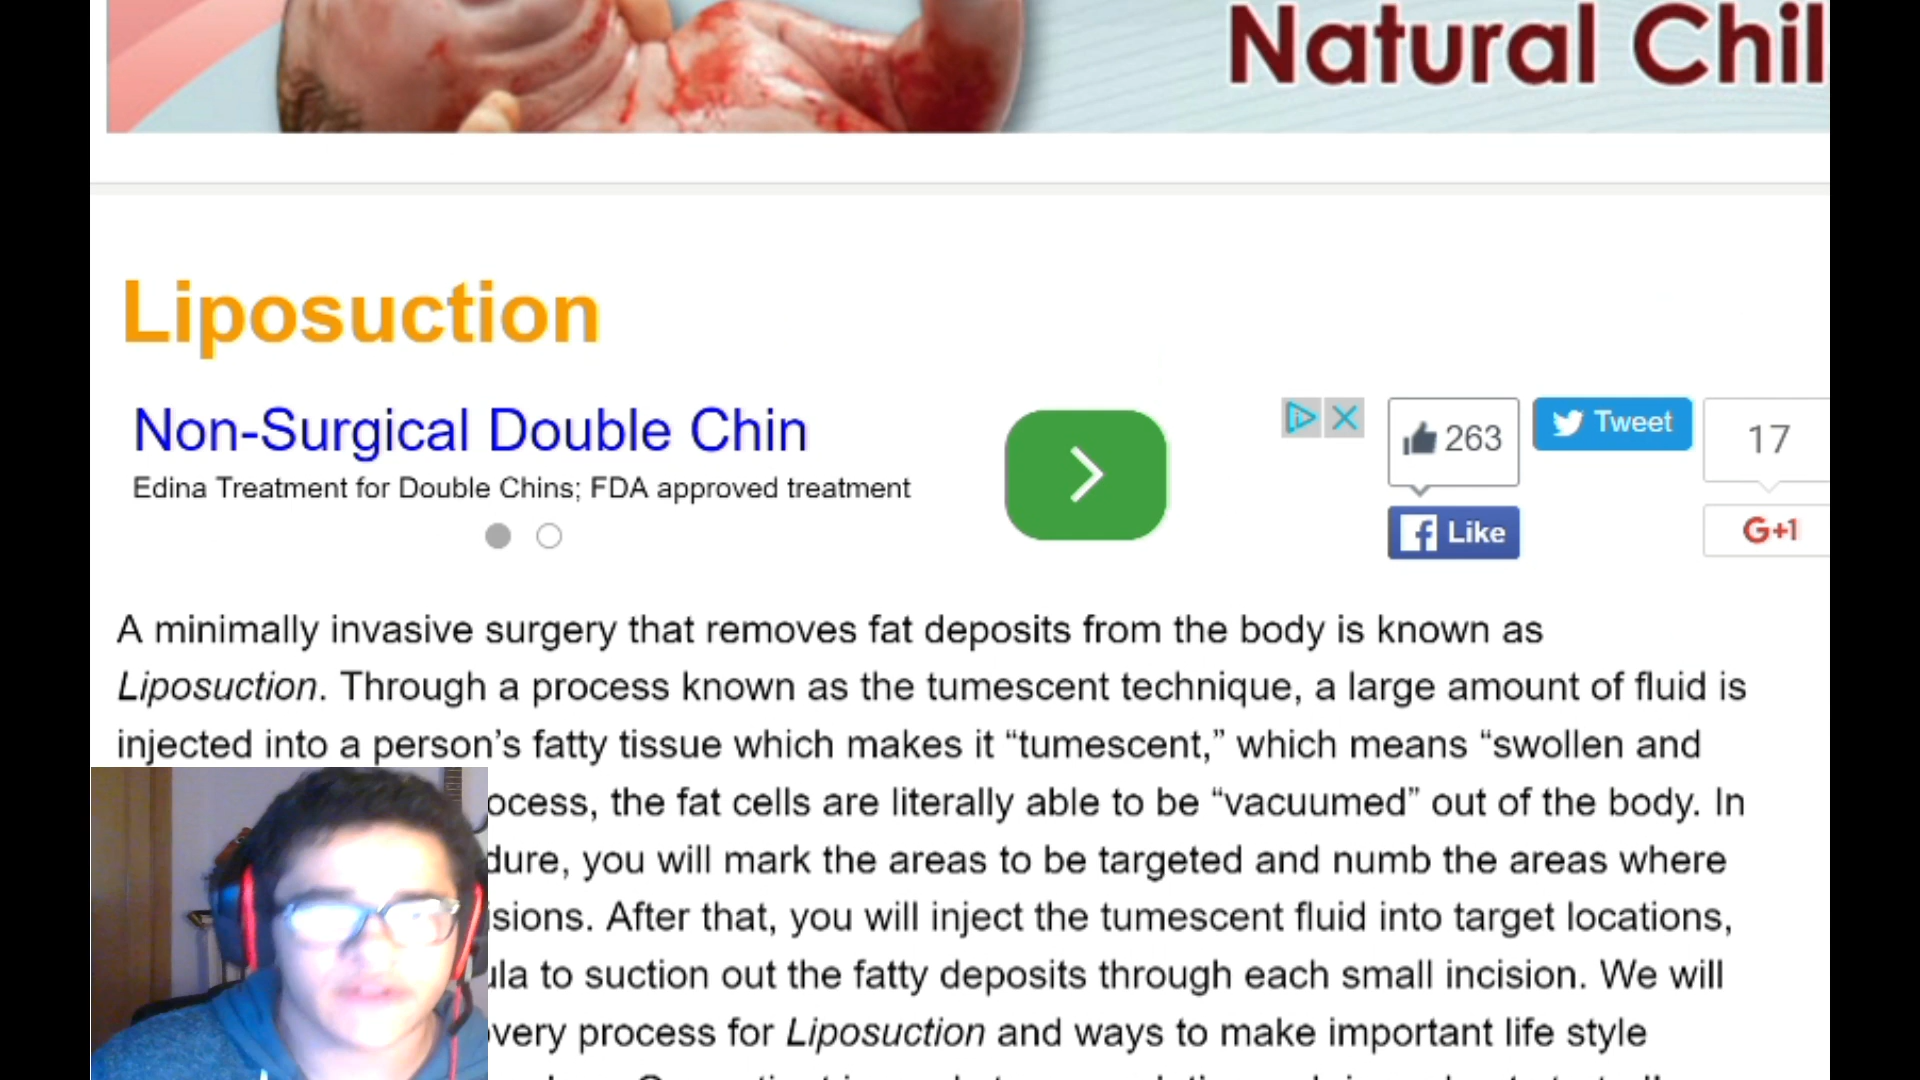 Natural Chil
Liposuction
Non-Surgical Double Chin
Edina Treatment for Double Chins; FDA approved treatment
263
Tweet
17
Like
G+1
A minimally invasive surgery that removes fat deposits from the body is known as
Liposuction. Through a process known as the tumescent technique, a large amount of fluid is
injected into a person's fatty tissue which makes it “tumescent,” which means “swollen and
ocess, the fat cells are literally able to be “vacuumed” out of the body. In
dure, you will mark the areas to be targeted and numb the areas where
isions. After that, you will inject the tumescent fluid into target locations,
ula to suction out the fatty deposits through each small incision. We will
overy process for Liposuction and ways to make important life style